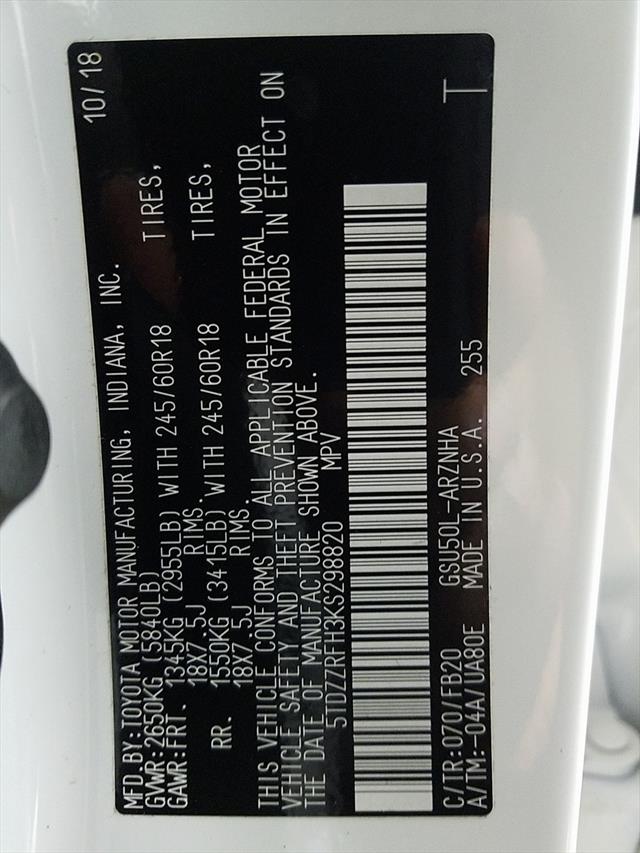 MFD.BY:TOYOTA MOTOR MANUFACTURING, INDIANA, INC. 10/18
GVWR:2650KG (5840LB)
GAWR:FRT. 1345KG (2955LB) WITH 245/60R18 TIRES,
18X7.5J RIMS.
RR. 1550KG (3415LB) WITH 245/60R18 TIRES,
18X7.5J RIMS.
THIS VEHICLE CONFORMS TO ALL APPLICABLE FEDERAL MOTOR
VEHICLE SAFETY AND THEFT PREVENTION STANDARDS IN EFFECT ON
THE DATE OF MANUFACTURE SHOWN ABOVE.
5TDZZRFH3KS298820 MPV
C/TR:070/FB20 GSU50L-ARZNHA T
A/TM:-04A/UA80E MADE IN U.S.A. 255